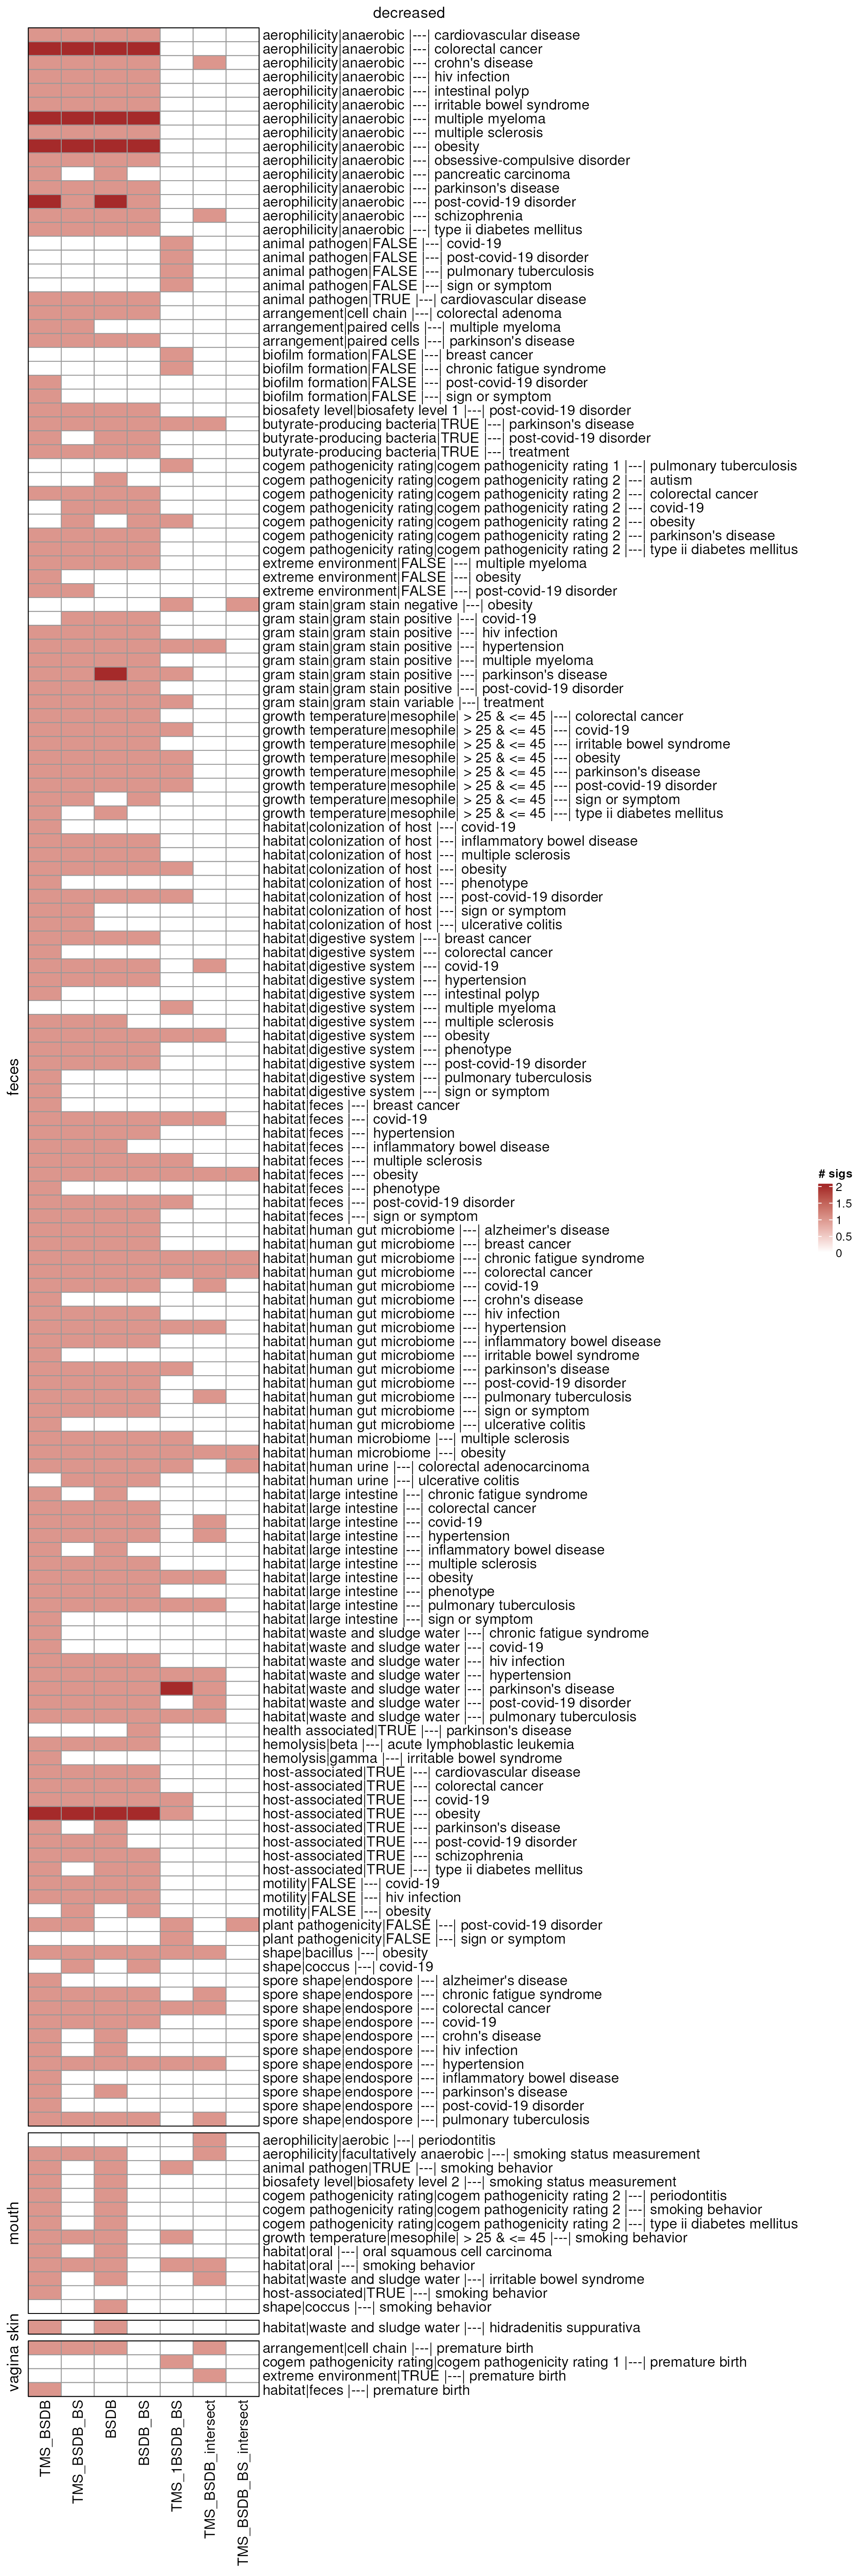 decreased
aerophilicity|anaerobic |---| cardiovascular disease
aerophilicity|anaerobic |---| colorectal cancer
aerophilicity|anaerobic |---| crohn's disease
aerophilicity|anaerobic |---| hiv infection
aerophilicity|anaerobic |---| intestinal polyp
aerophilicity|anaerobic |---| irritable bowel syndrome
aerophilicity|anaerobic |---| multiple myeloma
aerophilicity|anaerobic |---| multiple sclerosis
aerophilicity|anaerobic |---| obesity
aerophilicity|anaerobic |---| obsessive-compulsive disorder
aerophilicity|anaerobic |---| pancreatic carcinoma
aerophilicity|anaerobic |---| parkinson's disease
aerophilicity|anaerobic |---| post-covid-19 disorder
aerophilicity|anaerobic |---| schizophrenia
aerophilicity|anaerobic |---| type ii diabetes mellitus
animal pathogen|FALSE |---| covid-19
animal pathogen|FALSE |---| post-covid-19 disorder
animal pathogen|FALSE |---| pulmonary tuberculosis
animal pathogen|FALSE |---| sign or symptom
animal pathogen|TRUE |---| cardiovascular disease
arrangement|cell chain |---| colorectal adenoma
arrangement|paired cells |---| multiple myeloma
arrangement|paired cells |---| parkinson's disease
biofilm formation|FALSE |---| breast cancer
biofilm formation|FALSE |---| chronic fatigue syndrome
biofilm formation|FALSE |---| post-covid-19 disorder
biofilm formation|FALSE |---| sign or symptom
biosafety level|biosafety level 1 |---| post-covid-19 disorder
butyrate-producing bacteria|TRUE |---| parkinson's disease
butyrate-producing bacteria|TRUE |---| post-covid-19 disorder
butyrate-producing bacteria|TRUE |---| treatment
cogem pathogenicity rating|cogem pathogenicity rating 1 |---| pulmonary tuberculosis
cogem pathogenicity rating|cogem pathogenicity rating 2 |---| autism
cogem pathogenicity rating|cogem pathogenicity rating 2 |---| colorectal cancer
cogem pathogenicity rating|cogem pathogenicity rating 2 |---| covid-19
cogem pathogenicity rating|cogem pathogenicity rating 2 |---| obesity
cogem pathogenicity rating|cogem pathogenicity rating 2 |---| parkinson's disease
cogem pathogenicity rating|cogem pathogenicity rating 2 |---| type ii diabetes mellitus
extreme environment|FALSE |---| multiple myeloma
extreme environment|FALSE |---| obesity
extreme environment|FALSE |---| post-covid-19 disorder
gram stain|gram stain negative |---| obesity
gram stain|gram stain positive |---| covid-19
gram stain|gram stain positive |---| hiv infection
gram stain|gram stain positive |---| hypertension
gram stain|gram stain positive |---| multiple myeloma
gram stain|gram stain positive |---| parkinson's disease
gram stain|gram stain positive |---| post-covid-19 disorder
gram stain|gram stain variable |---| treatment
growth temperature|mesophile| > 25 & <= 45 |---| colorectal cancer
growth temperature|mesophile| > 25 & <= 45 |---| covid-19
growth temperature|mesophile| > 25 & <= 45 |---| irritable bowel syndrome
growth temperature|mesophile| > 25 & <= 45 |---| obesity
growth temperature|mesophile| > 25 & <= 45 |---| parkinson's disease
growth temperature|mesophile| > 25 & <= 45 |---| post-covid-19 disorder
growth temperature|mesophile| > 25 & <= 45 |---| sign or symptom
growth temperature|mesophile| > 25 & <= 45 |---| type ii diabetes mellitus
habitat|colonization of host |---| covid-19
habitat|colonization of host |---| inflammatory bowel disease
habitat|colonization of host |---| multiple sclerosis
habitat|colonization of host |---| obesity
habitat|colonization of host |---| phenotype
habitat|colonization of host |---| post-covid-19 disorder
habitat|colonization of host |---| sign or symptom
habitat|colonization of host |---| ulcerative colitis
habitat|digestive system |---| breast cancer
habitat|digestive system |---| colorectal cancer
habitat|digestive system |---| covid-19
habitat|digestive system |---| hypertension
habitat|digestive system |---| intestinal polyp
habitat|digestive system |---| multiple myeloma
habitat|digestive system |---| multiple sclerosis
habitat|digestive system |---| obesity
habitat|digestive system |---| phenotype
habitat|digestive system |---| post-covid-19 disorder
habitat|digestive system |---| pulmonary tuberculosis
habitat|digestive system |---| sign or symptom
habitat|feces |---| breast cancer
habitat|feces |---| covid-19
habitat|feces |---| hypertension
habitat|feces |---| inflammatory bowel disease
habitat|feces |---| multiple sclerosis
habitat|feces |---| obesity
habitat|feces |---| phenotype
habitat|feces |---| post-covid-19 disorder
habitat|feces |---| sign or symptom
habitat|human gut microbiome |---| alzheimer's disease
habitat|human gut microbiome |---| breast cancer
habitat|human gut microbiome |---| chronic fatigue syndrome
habitat|human gut microbiome |---| colorectal cancer
habitat|human gut microbiome |---| covid-19
habitat|human gut microbiome |---| crohn's disease
habitat|human gut microbiome |---| hiv infection
habitat|human gut microbiome |---| hypertension
habitat|human gut microbiome |---| inflammatory bowel disease
habitat|human gut microbiome |---| irritable bowel syndrome
habitat|human gut microbiome |---| parkinson's disease
habitat|human gut microbiome |---| post-covid-19 disorder
habitat|human gut microbiome |---| pulmonary tuberculosis
habitat|human gut microbiome |---| sign or symptom
habitat|human gut microbiome |---| ulcerative colitis
habitat|human microbiome |---| multiple sclerosis
habitat|human microbiome |---| obesity
habitat|human urine |---| colorectal adenocarcinoma
habitat|human urine |---| ulcerative colitis
habitat|large intestine |---| chronic fatigue syndrome
habitat|large intestine |---| colorectal cancer
habitat|large intestine |---| covid-19
habitat|large intestine |---| hypertension
habitat|large intestine |---| inflammatory bowel disease
habitat|large intestine |---| multiple sclerosis
habitat|large intestine |---| obesity
habitat|large intestine |---| phenotype
habitat|large intestine |---| pulmonary tuberculosis
habitat|large intestine |---| sign or symptom
habitat|waste and sludge water |---| chronic fatigue syndrome
habitat|waste and sludge water |---| covid-19
habitat|waste and sludge water |---| hiv infection
habitat|waste and sludge water |---| hypertension
habitat|waste and sludge water |---| parkinson's disease
habitat|waste and sludge water |---| post-covid-19 disorder
habitat|waste and sludge water |---| pulmonary tuberculosis
health associated|TRUE |---| parkinson's disease
hemolysis|beta |---| acute lymphoblastic leukemia
hemolysis|gamma |---| irritable bowel syndrome
host-associated|TRUE |---| cardiovascular disease
host-associated|TRUE |---| colorectal cancer
host-associated|TRUE |---| covid-19
host-associated|TRUE |---| obesity
host-associated|TRUE |---| parkinson's disease
host-associated|TRUE |---| post-covid-19 disorder
host-associated|TRUE |---| schizophrenia
host-associated|TRUE |---| type ii diabetes mellitus
motility|FALSE |---| covid-19
motility|FALSE |---| hiv infection
motility|FALSE |---| obesity
plant pathogenicity|FALSE |---| post-covid-19 disorder
plant pathogenicity|FALSE |---| sign or symptom
shape|bacillus |---| obesity
shape|coccus |---| covid-19
spore shape|endospore |---| alzheimer's disease
spore shape|endospore |---| chronic fatigue syndrome
spore shape|endospore |---| colorectal cancer
spore shape|endospore |---| covid-19
spore shape|endospore |---| crohn's disease
spore shape|endospore |---| hiv infection
spore shape|endospore |---| hypertension
spore shape|endospore |---| inflammatory bowel disease
spore shape|endospore |---| parkinson's disease
spore shape|endospore |---| post-covid-19 disorder
spore shape|endospore |---| pulmonary tuberculosis
aerophilicity|aerobic |---| periodontitis
aerophilicity|facultatively anaerobic |---| smoking status measurement
animal pathogen|TRUE |---| smoking behavior
biosafety level|biosafety level 2 |---| smoking status measurement
cogem pathogenicity rating|cogem pathogenicity rating 2 |---| periodontitis
cogem pathogenicity rating|cogem pathogenicity rating 2 |---| smoking behavior
cogem pathogenicity rating|cogem pathogenicity rating 2 |---| type ii diabetes mellitus
growth temperature|mesophile| > 25 & <= 45 |---| smoking behavior
habitat|oral |---| oral squamous cell carcinoma
habitat|oral |---| smoking behavior
habitat|waste and sludge water |---| irritable bowel syndrome
host-associated|TRUE |---| smoking behavior
shape|coccus |---| smoking behavior
habitat|waste and sludge water |---| hidradenitis suppurativa
arrangement|cell chain |---| premature birth
cogem pathogenicity rating|cogem pathogenicity rating 1 |---| premature birth
extreme environment|TRUE |---| premature birth
habitat|feces |---| premature birth
feces
mouth
skin
vagina
TMS_BSDB
TMS_BSDB_BS
BSDB
BSDB_BS
TMS_1BSDB_BS
TMS_BSDB_intersect
TMS_BSDB_BS_intersect
# sigs
2
1.5
1
0.5
0